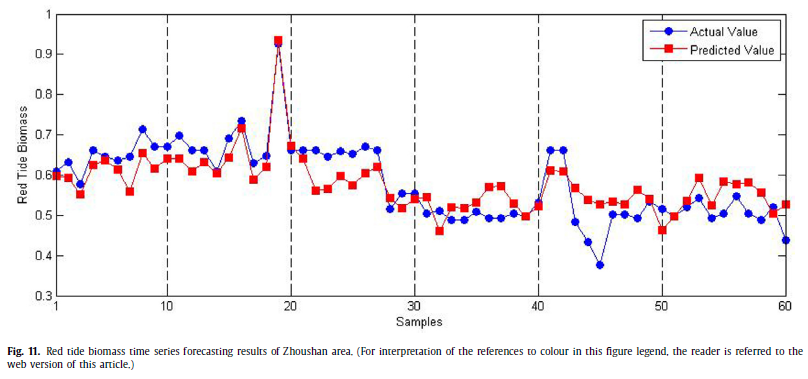 1
0.9
0.8
0.7
0.6
0.5
0.4
0.3
Red Tide Biomass
Actual Value
Predicted Value
1 10 20 30 40 50 60
Samples
Fig. 11. Red tide biomass time series forecasting results of Zhoushan area. (For interpretation of the references to colour in this figure legend, the reader is referred to the
web version of this article.)